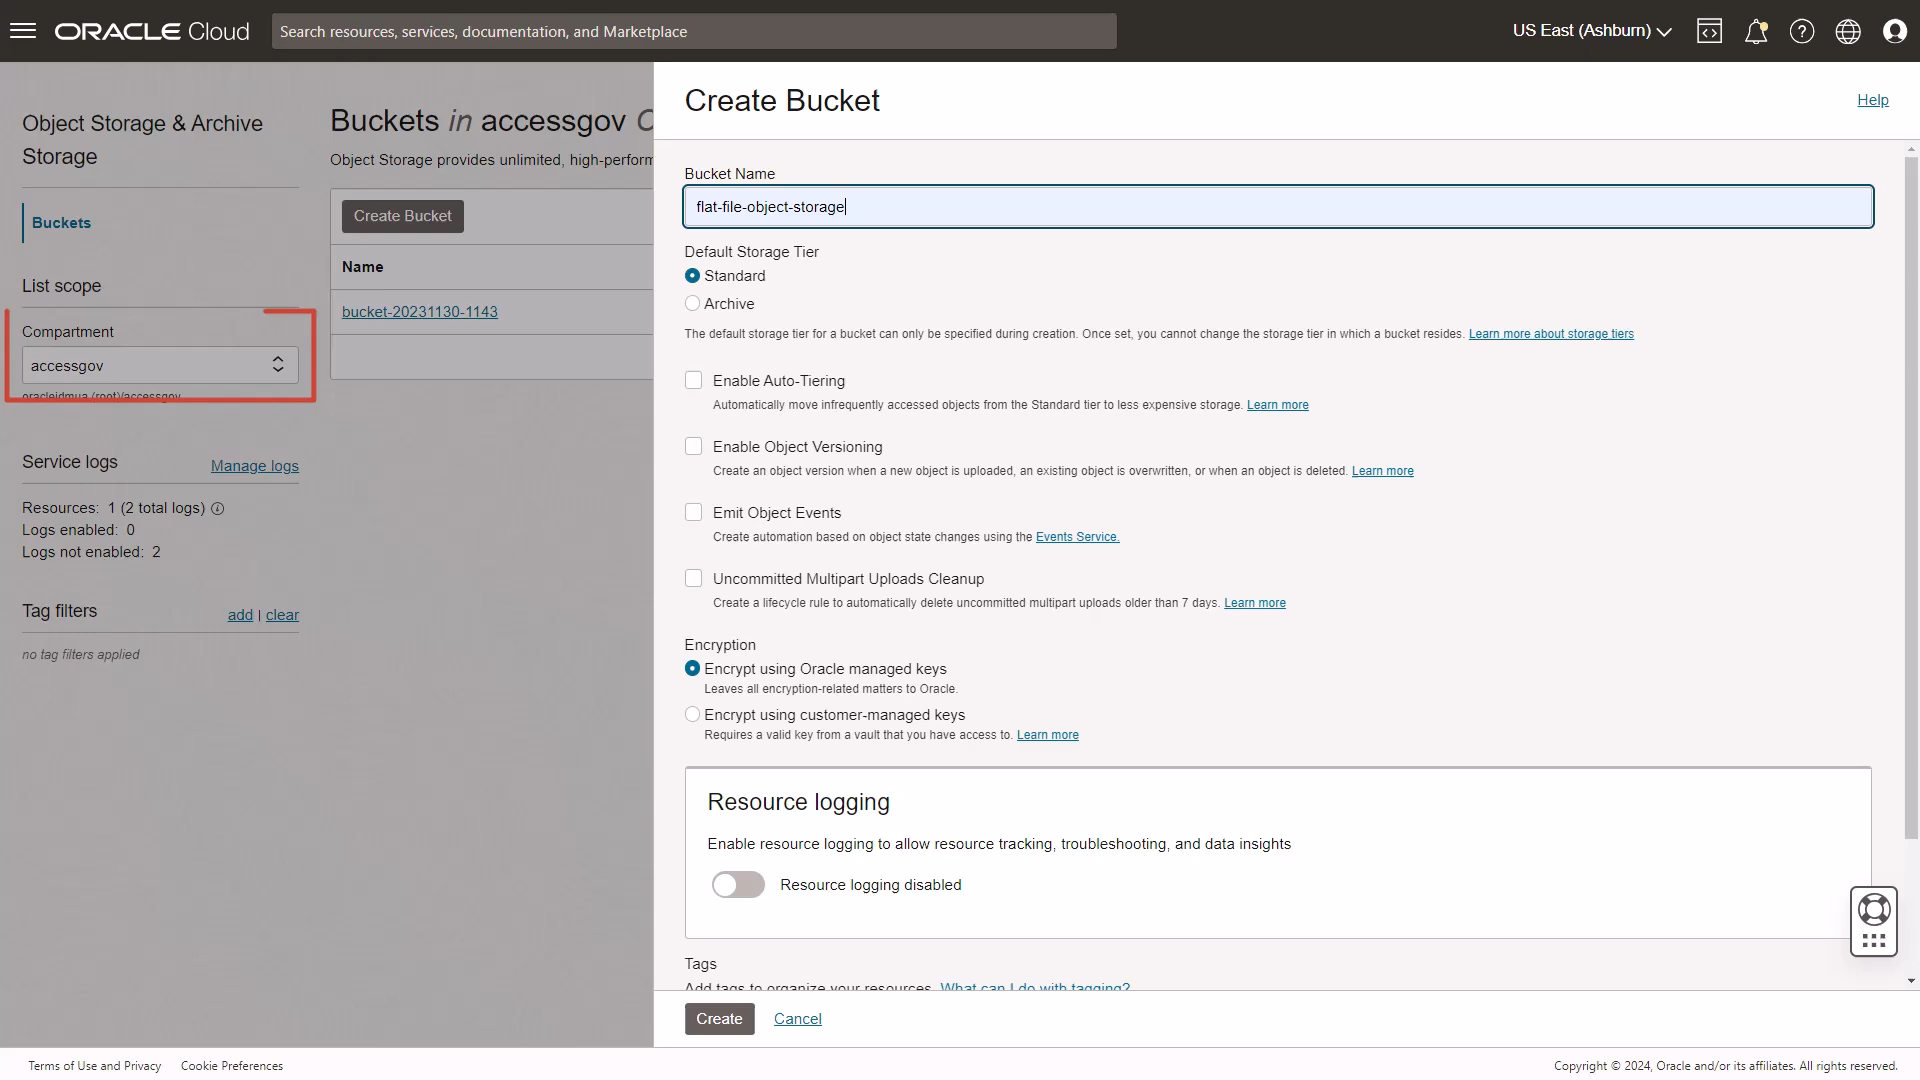 ORACLE Cloud
Search resources, services, documentation, and Marketplace
US East (Ashburn)
Object Storage & Archive
Storage
Buckets
List scope
Compartment
accessgov
oracleidmua (root)/accessgov
Service logs
Manage logs
Resources: 1 (2 total logs)
Logs enabled: 0
Logs not enabled: 2
Tag filters
add | clear
no tag filters applied
Buckets in accessgov C
Object Storage provides unlimited, high-perform
Create Bucket
Name
bucket-20231130-1143
Create Bucket
Help
Bucket Name
flat-file-object-storage
Default Storage Tier
Standard
Archive
The default storage tier for a bucket can only be specified during creation. Once set, you cannot change the storage tier in which a bucket resides. Learn more about storage tiers
Enable Auto-Tiering
Automatically move infrequently accessed objects from the Standard tier to less expensive storage. Learn more
Enable Object Versioning
Create an object version when a new object is uploaded, an existing object is overwritten, or when an object is deleted. Learn more
Emit Object Events
Create automation based on object state changes using the Events Service.
Uncommitted Multipart Uploads Cleanup
Create a lifecycle rule to automatically delete uncommitted multipart uploads older than 7 days. Learn more
Encryption
Encrypt using Oracle managed keys
Leaves all encryption-related matters to Oracle.
Encrypt using customer-managed keys
Requires a valid key from a vault that you have access to. Learn more
Resource logging
Enable resource logging to allow resource tracking, troubleshooting, and data insights
Resource logging disabled
Tags
Add tags to organize your resources. What can I do with tagging?
Create
Cancel
Terms of Use and Privacy
Cookie Preferences
Copyright © 2024, Oracle and/or its affiliates. All rights reserved.